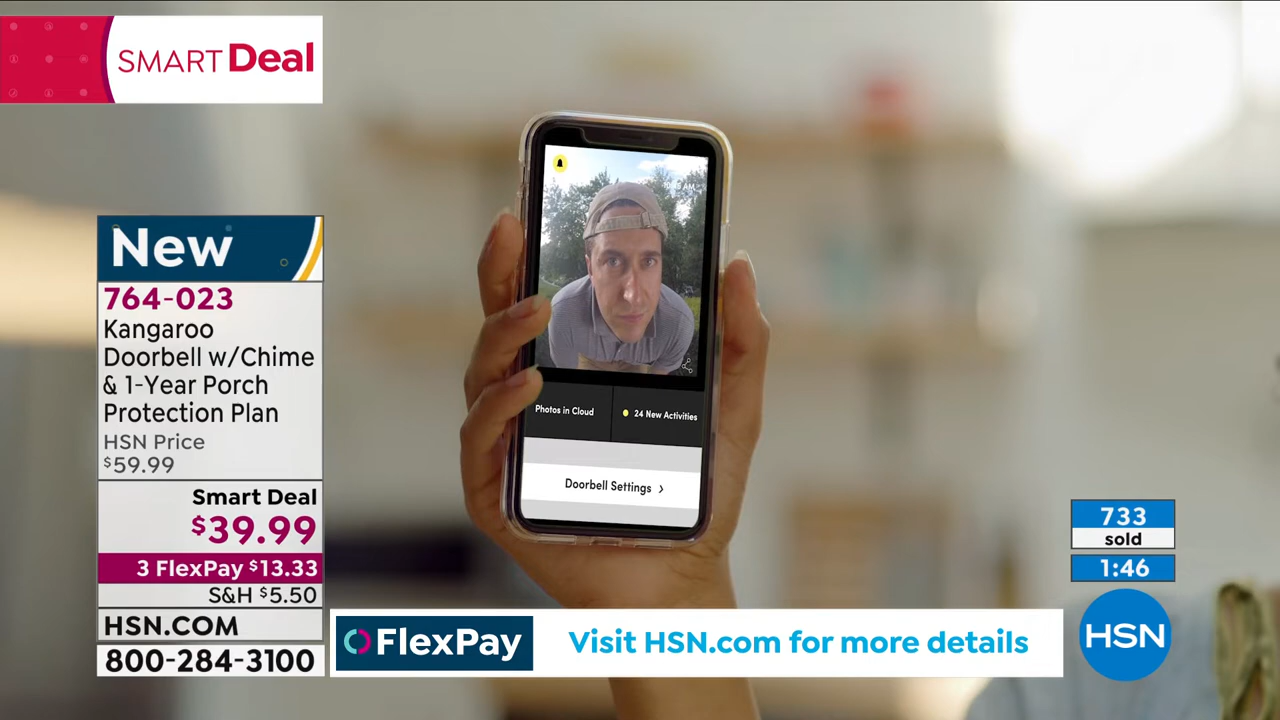 SMART Deal
New
764-023
Kangaroo
Doorbell w/Chime
& 1-Year Porch
Protection Plan
HSN Price
$59.99
Smart Deal
$39.99
3 FlexPay $13.33
S&H $5.50
HSN.COM
800-284-3100
Photos in Cloud
24 New Activities
Doorbell Settings >
733
sold
1:46
FlexPay
Visit HSN.com for more details
HSN